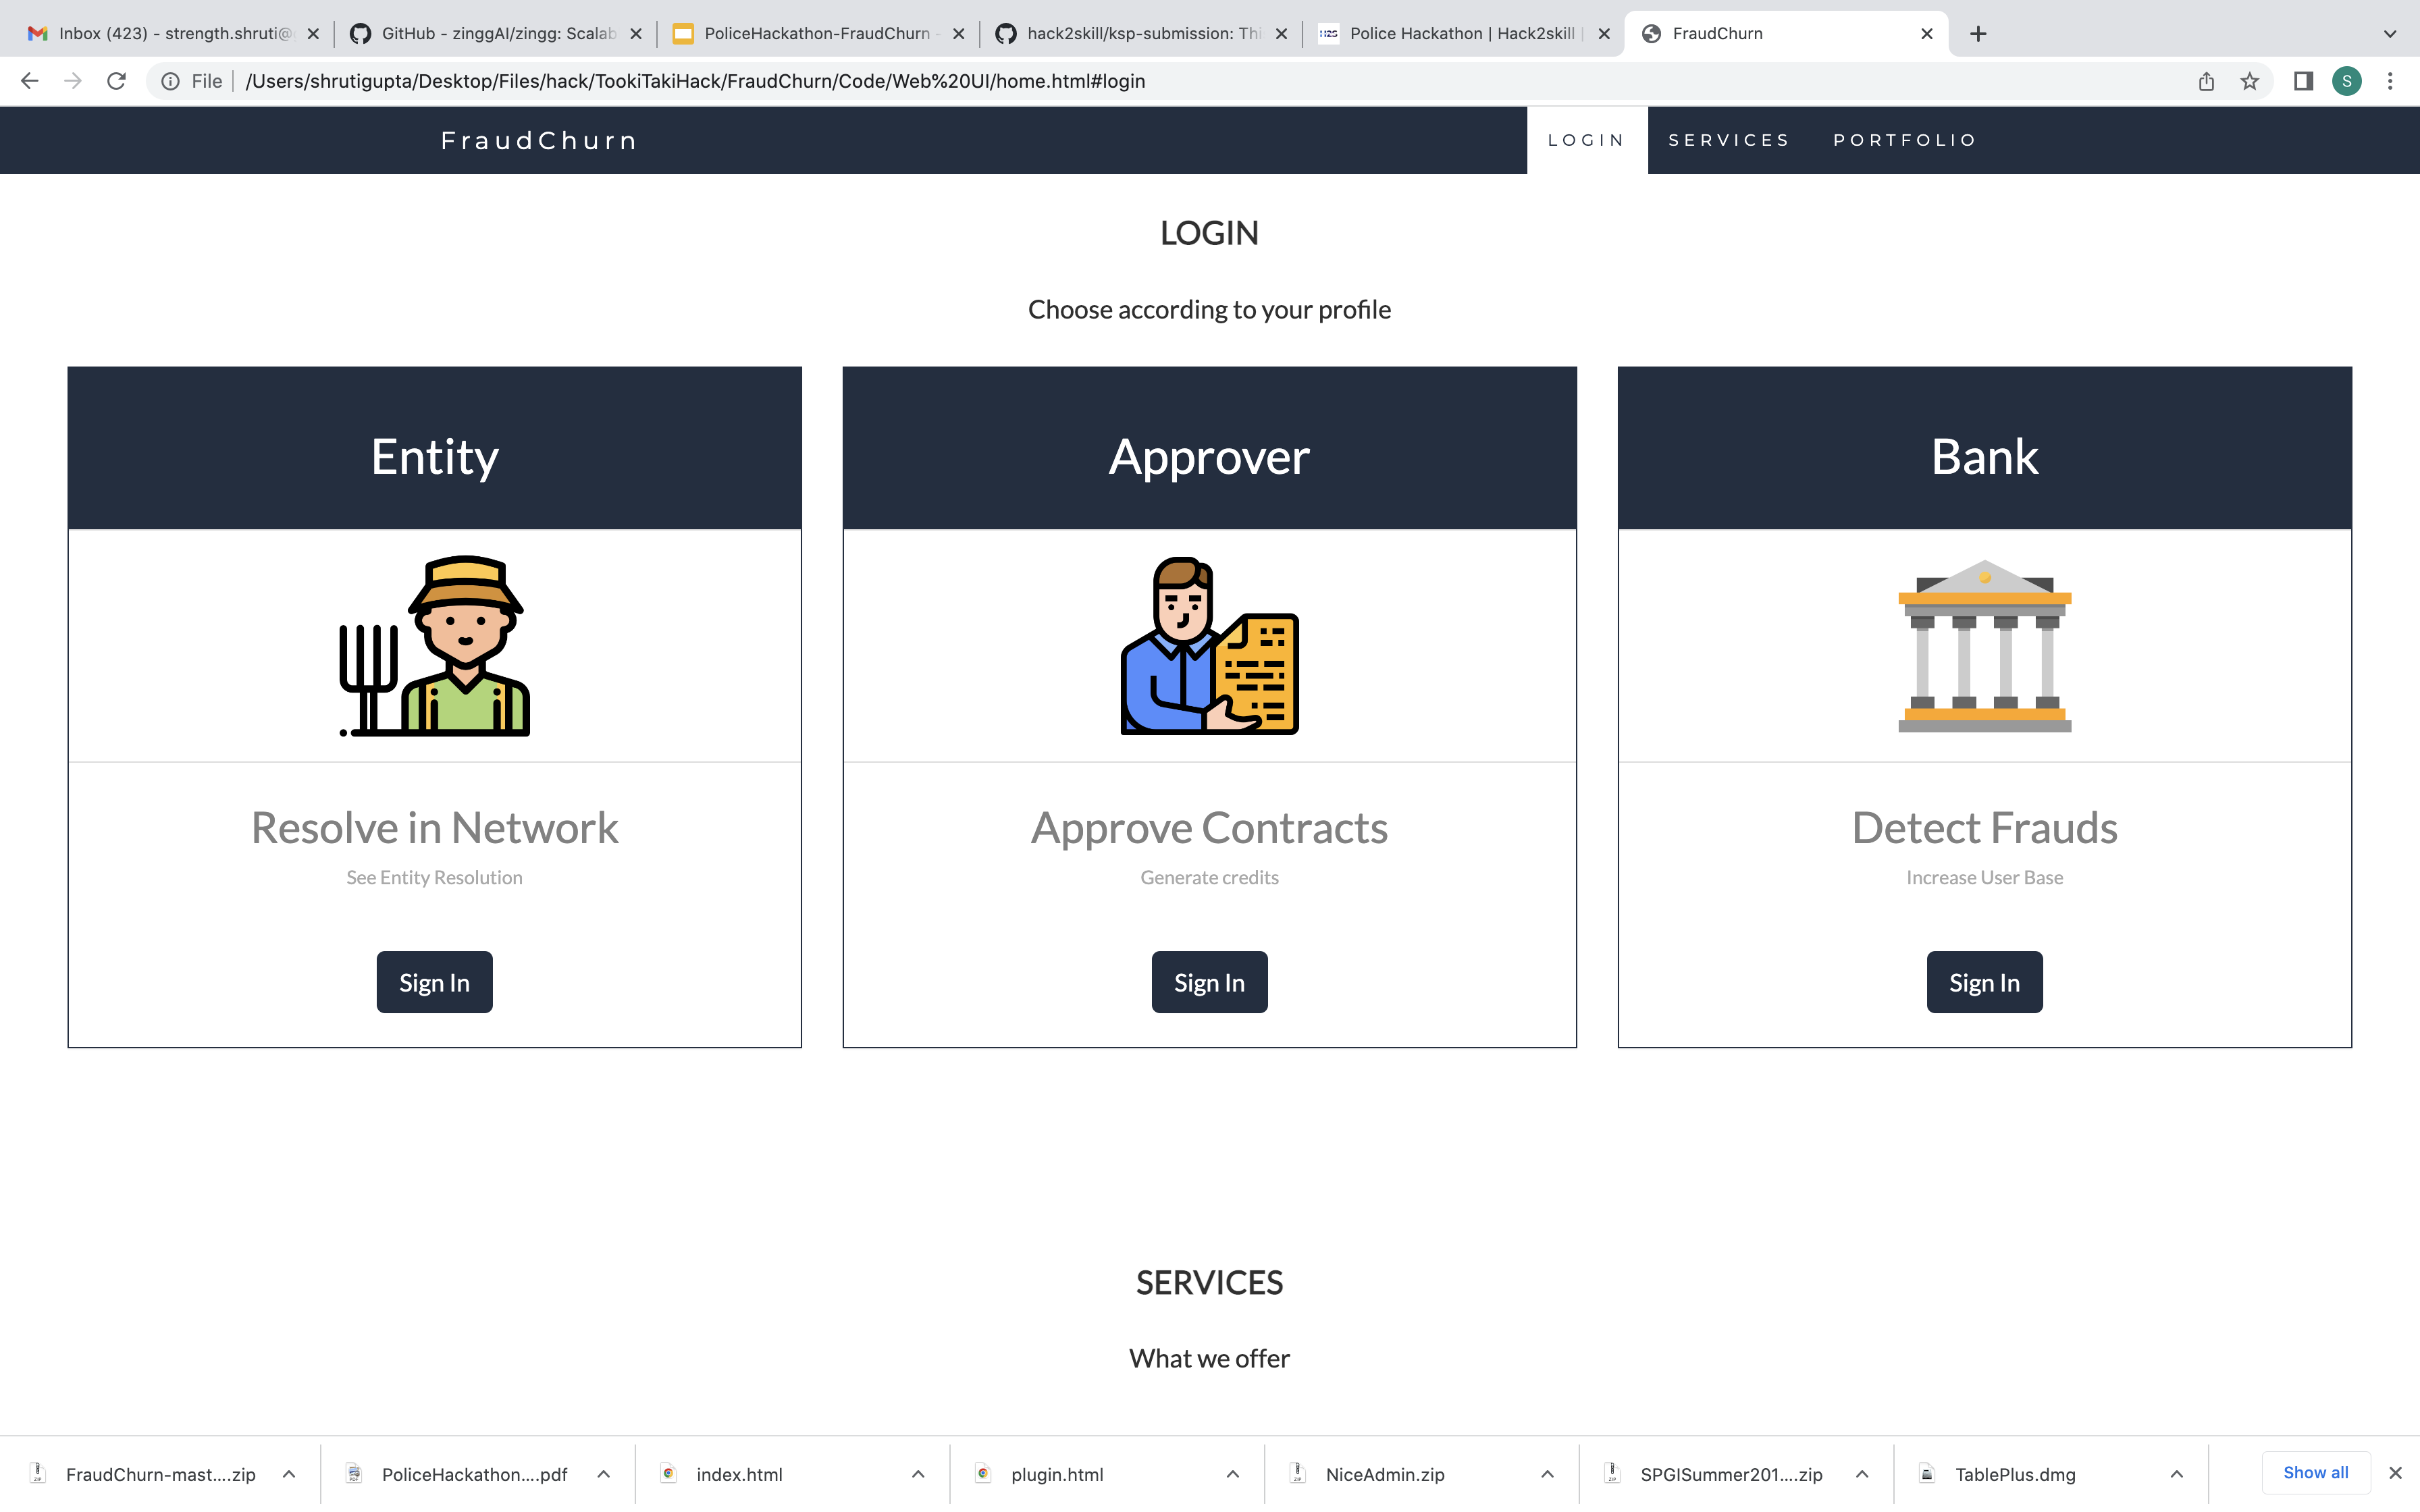 Inbox (423) - strength.shruti@
GitHub - zinggAI/zingg: Scalab
PoliceHackathon-FraudChurn -
hack2skill/ksp-submission: Thi
H2S
Police Hackathon | Hack2skill |
FraudChurn
File
/Users/shrutigupta/Desktop/Files/hack/TookiTakiHack/FraudChurn/Code/Web%20UI/home.html#login
S
FraudChurn
LOGIN
SERVICES
PORTFOLIO
LOGIN
Choose according to your profile
Entity
Approver
Bank
Resolve in Network
Approve Contracts
Detect Frauds
See Entity Resolution
Generate credits
Increase User Base
Sign In
Sign In
Sign In
SERVICES
What we offer
FraudChurn-mast....zip
PoliceHackathon....pdf
index.html
plugin.html
NiceAdmin.zip
SPGISummer201....zip
TablePlus.dmg
Show all